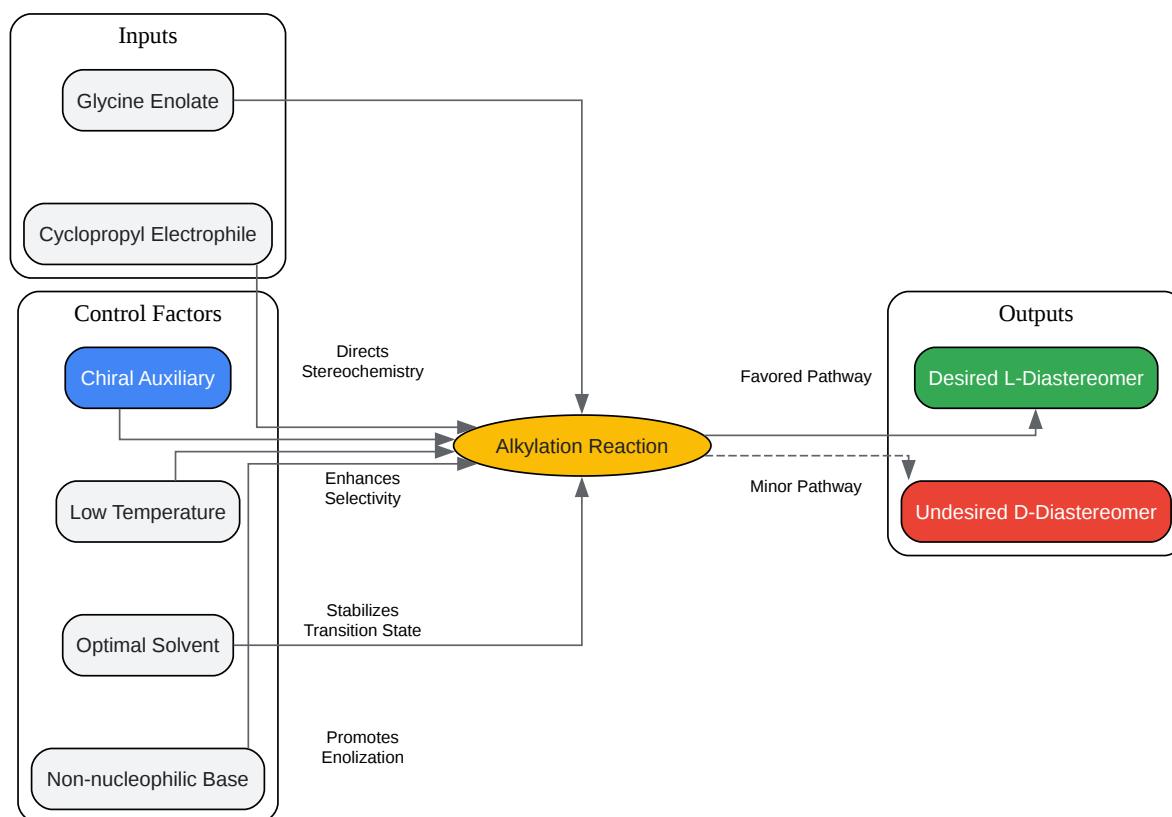 Inputs
Glycine Enolate
Cyclopropyl Electrophile
Control Factors
Chiral Auxiliary
Low Temperature
Optimal Solvent
Non-nucleophilic Base
Directs
Stereochemistry
Enhances
Selectivity
Stabilizes
Transition State
Promotes
Enolization
Alkylation Reaction
Favored Pathway
Minor Pathway
Outputs
Desired L-Diastereomer
Undesired D-Diastereomer